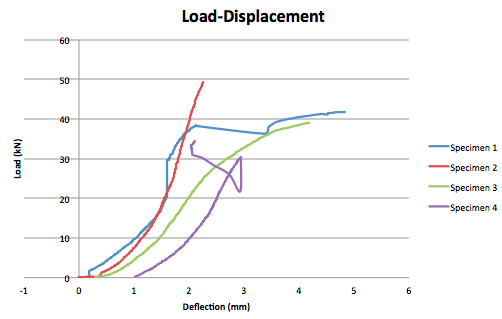 Load-Displacement
60
50
40
30
20
10
0
-1 0 1 2 3 4 5 6
Load (kN)
Deflection (mm)
Specimen 1
Specimen 2
Specimen 3
Specimen 4